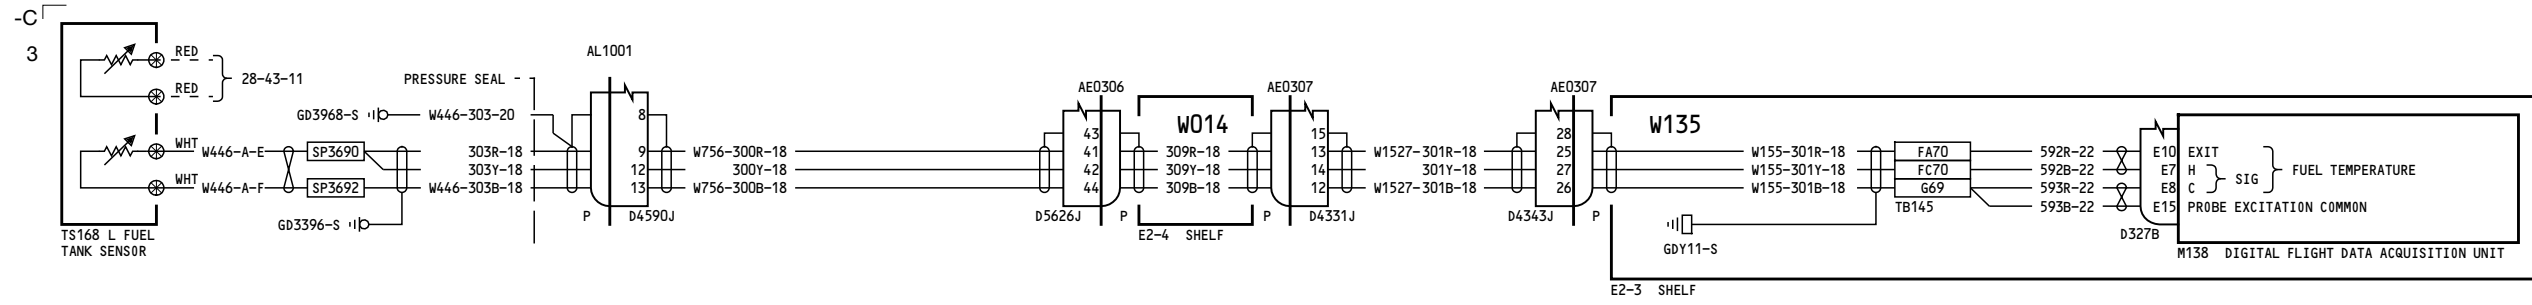 -C
3
RED
RED
28-43-11
WHT
WHT
W446-A-E
W446-A-F
SP3690
SP3692
GD3968-S
GD3396-S
TS168 L FUEL
TANK SENSOR
PRESSURE SEAL
W446-303-20
303R-18
303Y-18
W446-303B-18
AL1001
8
9
12
13
P
D4590J
W756-300R-18
300Y-18
W756-300B-18
AE0306
43
41
42
44
D5626J
P
W014
309R-18
309Y-18
309B-18
E2-4 SHELF
AE0307
15
13
14
12
P
D4331J
W1527-301R-18
301Y-18
W1527-301B-18
AE0307
28
25
27
26
D4343J
P
W135
W155-301R-18
W155-301Y-18
W155-301B-18
GDY11-S
FA70
FC70
G69
TB145
592R-22
592B-22
593R-22
593B-22
E10 EXIT
E7 H
E8 C
SIG
FUEL TEMPERATURE
E15 PROBE EXCITATION COMMON
D327B
M138 DIGITAL FLIGHT DATA ACQUISITION UNIT
E2-3 SHELF